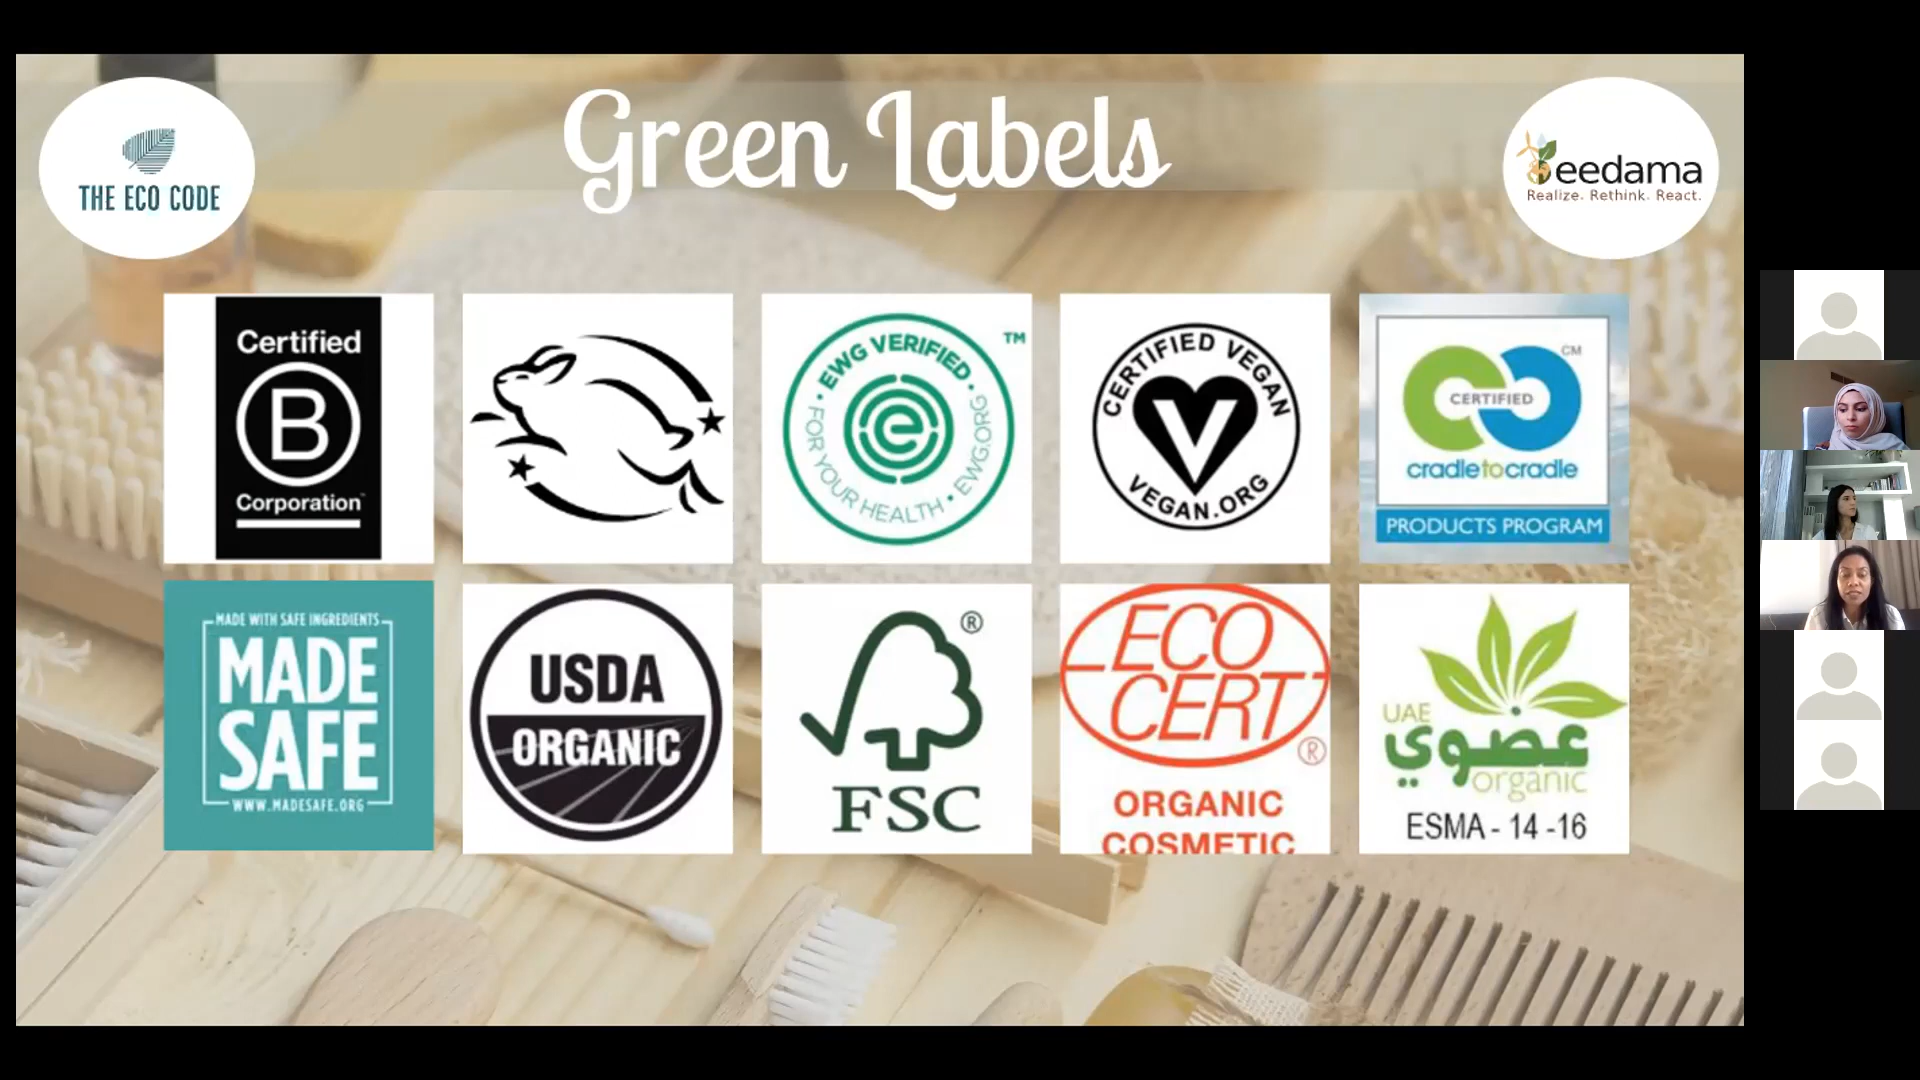 Green Labels
THE ECO CODE
eedama
Realize. Rethink. React.
Certified
B
Corporation
EWG VERIFIED
FOR YOUR HEALTH • EWG.ORG
TM
CERTIFIED VEGAN
V
VEGAN.ORG
CM
CERTIFIED
cradletocradle
PRODUCTS PROGRAM
MADE WITH SAFE INGREDIENTS
MADE
SAFE
WWW.MADESAFE.ORG
USDA
ORGANIC
®
FSC
ECO
CERT
®
ORGANIC
COSMETIC
UAE
عضوي
organic
ESMA - 14 -16